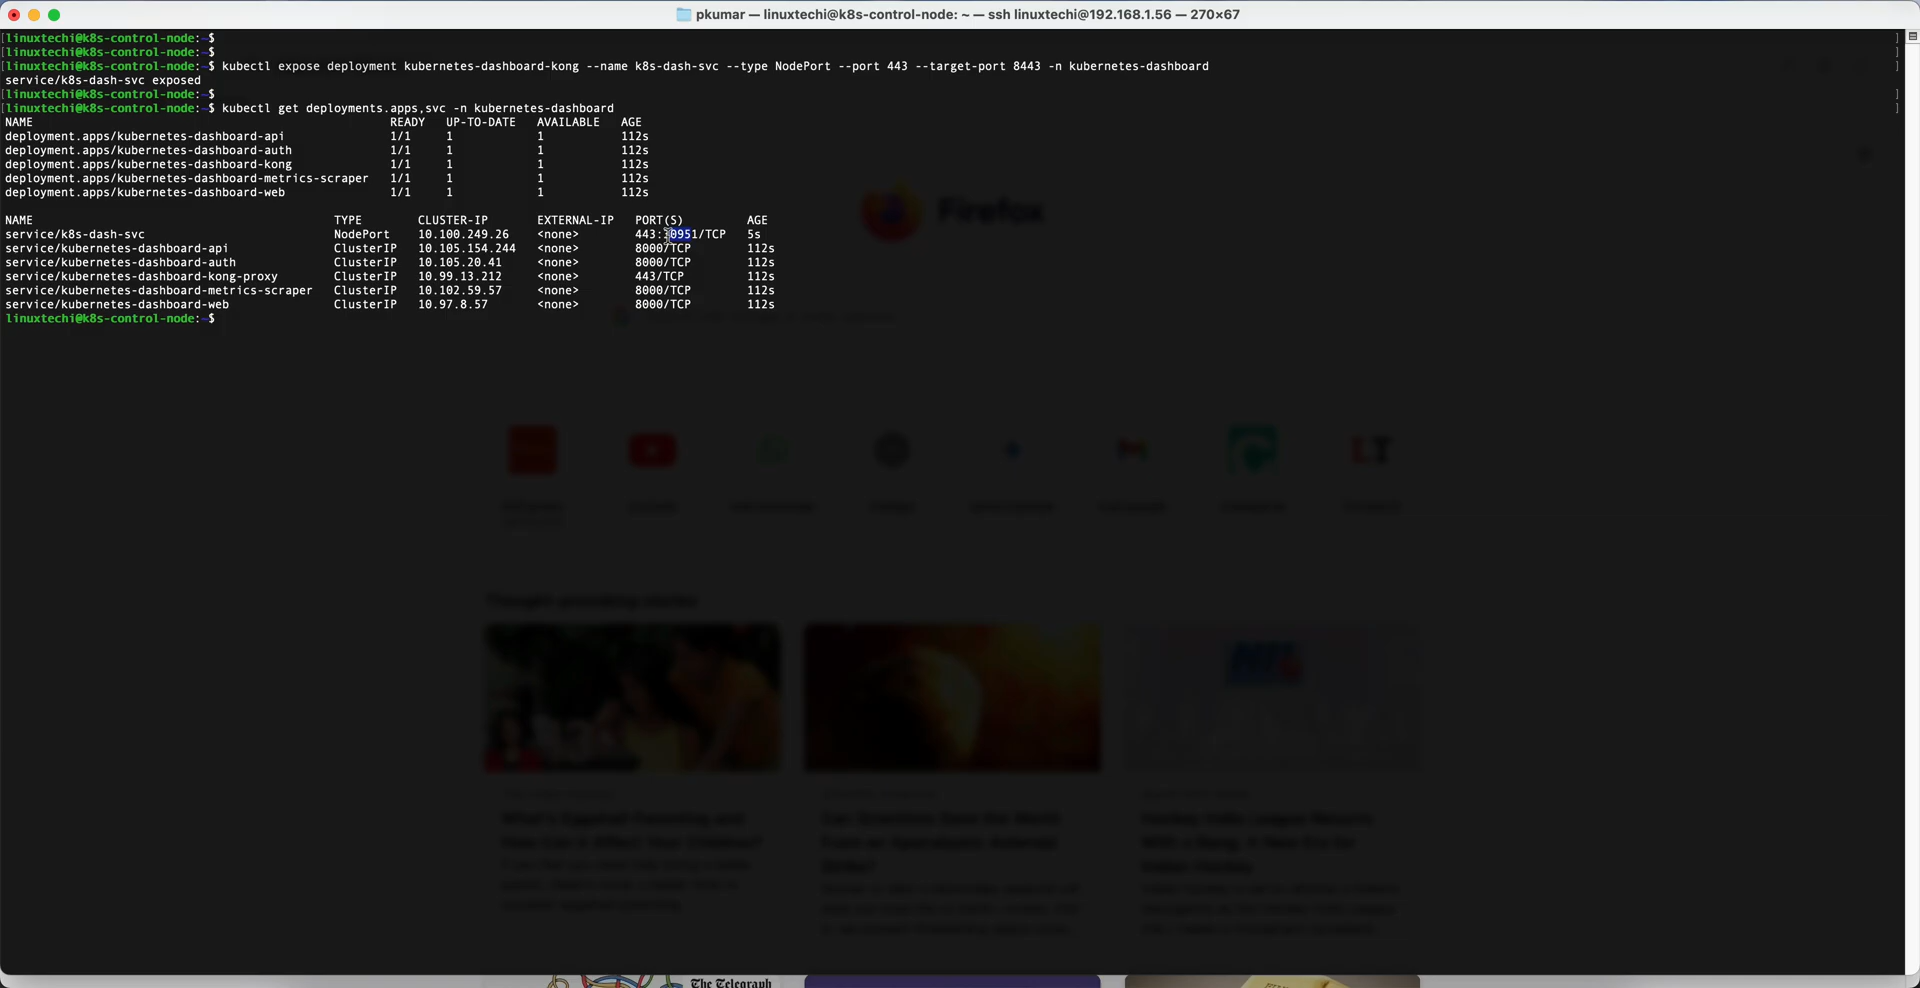 pkumar — linuxtechi@k8s-control-node: ~ — ssh linuxtechi@192.168.1.56 — 270×67
[linuxtechi@k8s-control-node:~$ ]
[linuxtechi@k8s-control-node:~$ ]
[linuxtechi@k8s-control-node:~$ kubectl expose deployment kubernetes-dashboard-kong --name k8s-dash-svc --type NodePort --port 443 --target-port 8443 -n kubernetes-dashboard ]
service/k8s-dash-svc exposed
[linuxtechi@k8s-control-node:~$ ]
[linuxtechi@k8s-control-node:~$ kubectl get deployments.apps,svc -n kubernetes-dashboard ]
NAME READY UP-TO-DATE AVAILABLE AGE
deployment.apps/kubernetes-dashboard-api 1/1 1 1 112s
deployment.apps/kubernetes-dashboard-auth 1/1 1 1 112s
deployment.apps/kubernetes-dashboard-kong 1/1 1 1 112s
deployment.apps/kubernetes-dashboard-metrics-scraper 1/1 1 1 112s
deployment.apps/kubernetes-dashboard-web 1/1 1 1 112s
NAME TYPE CLUSTER-IP EXTERNAL-IP PORT(S) AGE
service/k8s-dash-svc NodePort 10.100.249.26 <none> 443:30951/TCP 5s
service/kubernetes-dashboard-api ClusterIP 10.105.154.244 <none> 8000/TCP 112s
service/kubernetes-dashboard-auth ClusterIP 10.105.20.41 <none> 8000/TCP 112s
service/kubernetes-dashboard-kong-proxy ClusterIP 10.99.13.212 <none> 443/TCP 112s
service/kubernetes-dashboard-metrics-scraper ClusterIP 10.102.59.57 <none> 8000/TCP 112s
service/kubernetes-dashboard-web ClusterIP 10.97.8.57 <none> 8000/TCP 112s
linuxtechi@k8s-control-node:~$
Firefox
LT
Thought-provoking stories
The Telegraph